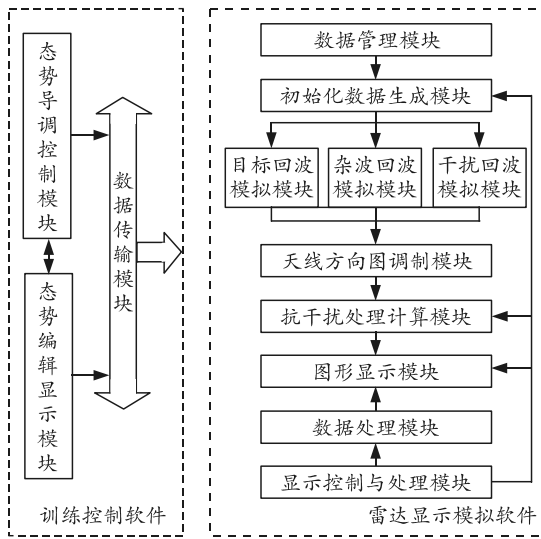 态势导调控制模块
态势编辑显示模块
数据传输模块
训练控制软件
数据管理模块
初始化数据生成模块
目标回波
模拟模块
杂波回波
模拟模块
干扰回波
模拟模块
天线方向图调制模块
抗干扰处理计算模块
图形显示模块
数据处理模块
显示控制与处理模块
雷达显示模拟软件